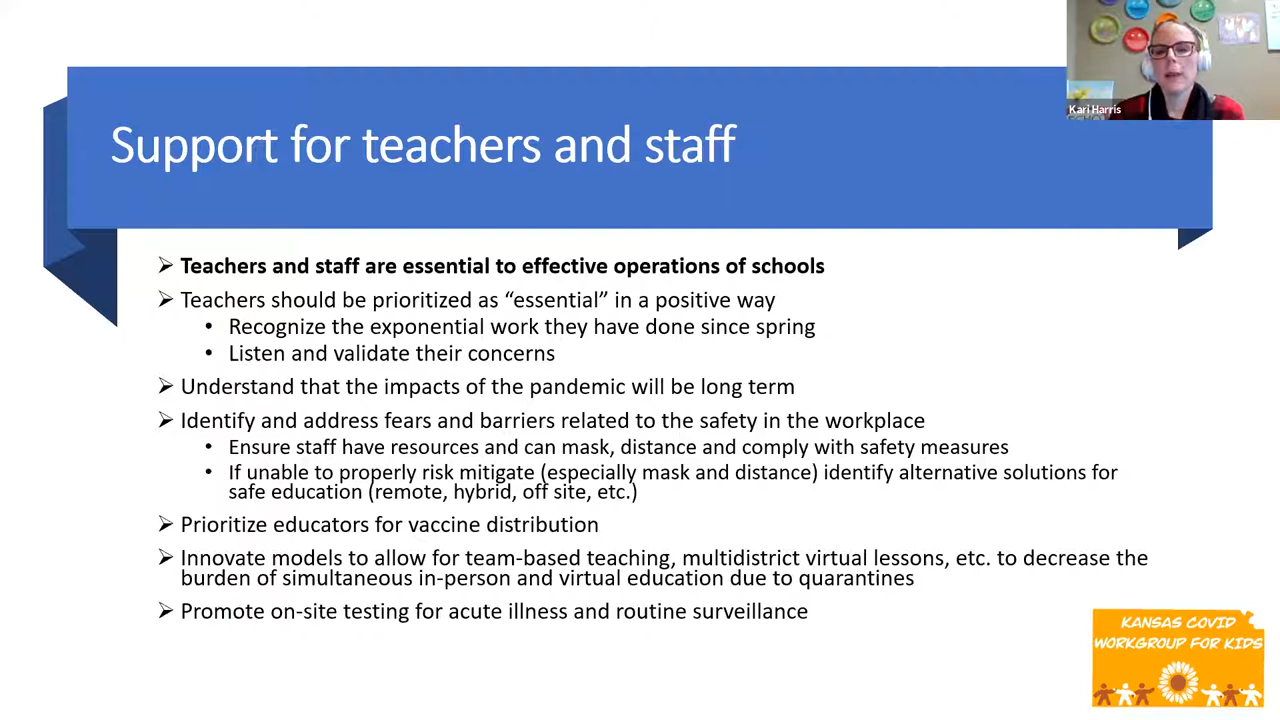 Kari Harris
Support for teachers and staff
➢ Teachers and staff are essential to effective operations of schools
➢ Teachers should be prioritized as “essential” in a positive way
• Recognize the exponential work they have done since spring
• Listen and validate their concerns
➢ Understand that the impacts of the pandemic will be long term
➢ Identify and address fears and barriers related to the safety in the workplace
• Ensure staff have resources and can mask, distance and comply with safety measures
• If unable to properly risk mitigate (especially mask and distance) identify alternative solutions for
safe education (remote, hybrid, off site, etc.)
➢ Prioritize educators for vaccine distribution
➢ Innovate models to allow for team-based teaching, multidistrict virtual lessons, etc. to decrease the
burden of simultaneous in-person and virtual education due to quarantines
➢ Promote on-site testing for acute illness and routine surveillance
KANSAS COVID
WORKGROUP FOR KIDS